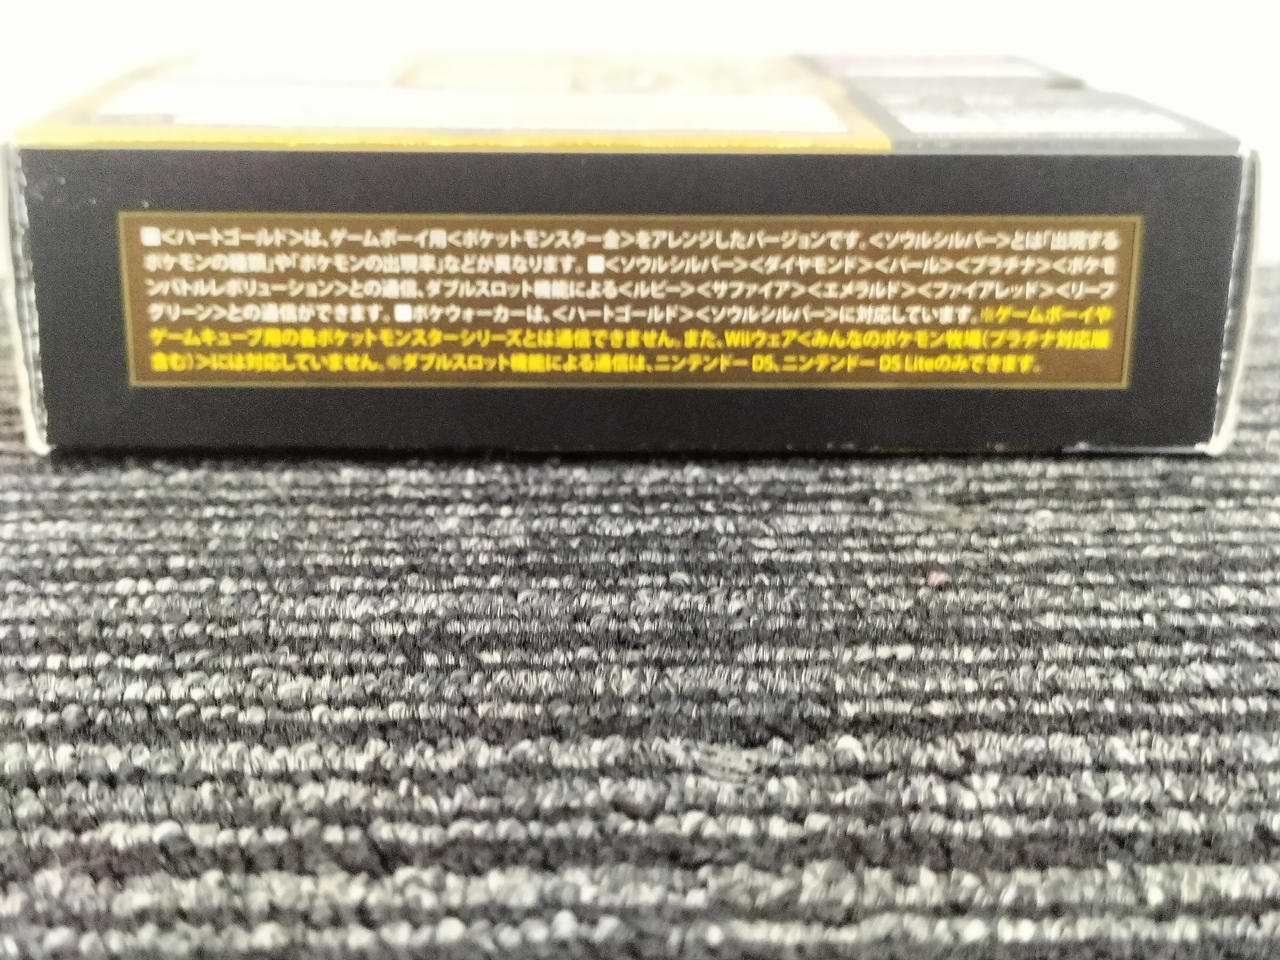 ■<ハートゴールド>は、ゲームボーイ用<ポケットモンスター金>をアレンジしたバージョンです。<ソウルシルバー>とは｢出現する
ポケモンの種類｣や｢ポケモンの出現率｣などが異なります。■<ソウルシルバー><ダイヤモンド><パール><プラチナ><ポケモ
ンバトルレボリューション>との通信、ダブルスロット機能による<ルビー><サファイア><エメラルド><ファイアレッド><リーフ
グリーン>との通信ができます。■ポケウォーカーは、<ハートゴールド><ソウルシルバー>に対応しています。※ゲームボーイや
ゲームキューブ用の各ポケットモンスターシリーズとは通信できません。また、Wiiウェア<みんなのポケモン牧場(プラチナ対応版
含む)>には対応していません。※ダブルスロット機能による通信は、ニンテンドーDS、ニンテンドーDS Liteのみできます。